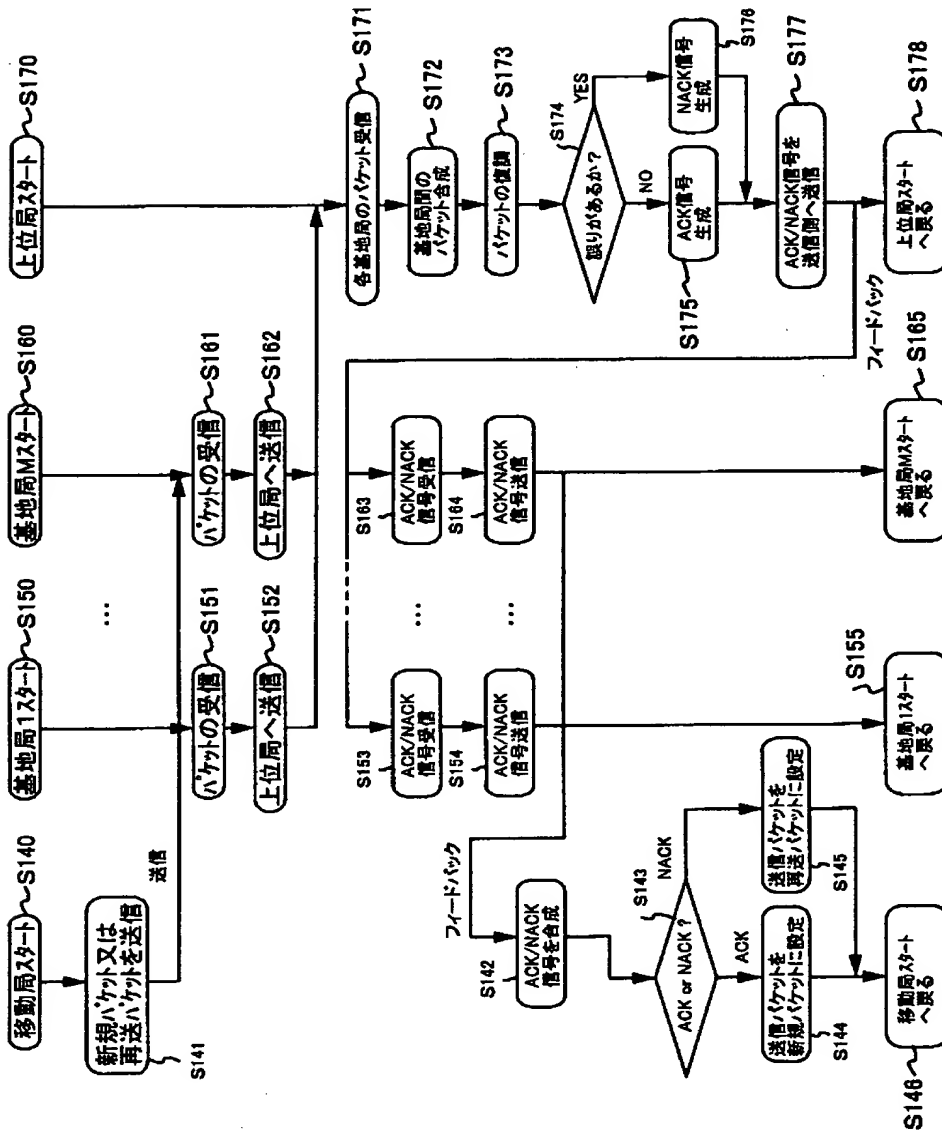 移動局スタート
S140
新規パケット又は
再送パケットを送信
S141
送信
基地局1スタート
S150
...
基地局Mスタート
S160
上位局スタート
S170
パケットの受信
S151
上位局へ送信
S152
パケットの受信
S161
上位局へ送信
S162
各基地局のパケット受信
S171
基地局間の
パケット合成
S172
パケットの復調
S173
誤りがあるか?
S174
YES
NO
NACK信号
生成
S176
ACK信号
生成
S175
ACK/NACK信号を
送信側へ送信
S177
フィードバック
上位局スタート
へ戻る
S178
ACK/NACK
信号受信
S163
ACK/NACK
信号送信
S164
基地局Mスタート
へ戻る
S165
...
...
ACK/NACK
信号受信
S153
ACK/NACK
信号送信
S154
基地局1スタート
へ戻る
S155
フィードバック
ACK/NACK
信号を合成
S142
ACK or NACK ?
S143
NACK
ACK
送信パケットを
再送パケットに設定
S145
送信パケットを
新規パケットに設定
S144
移動局スタート
へ戻る
S146